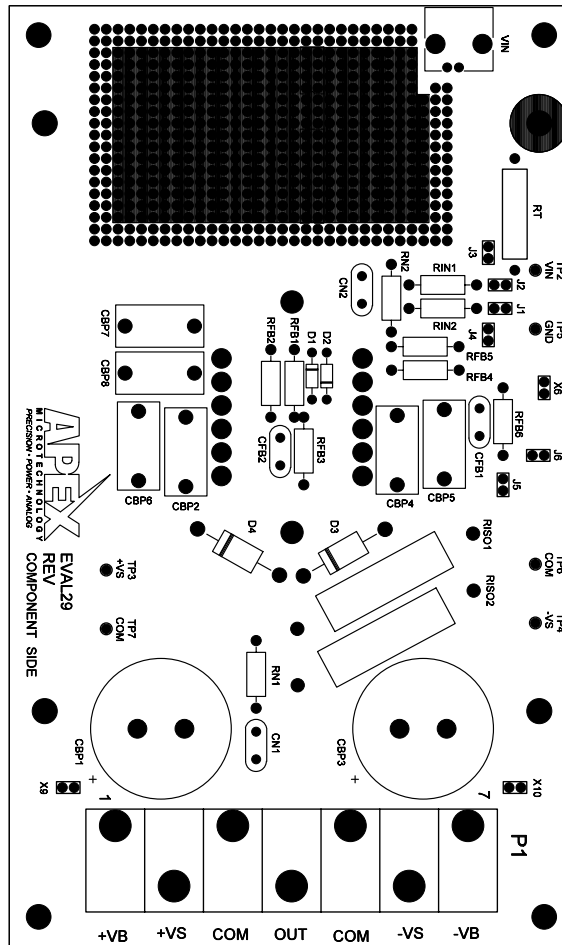 VIN
RT
J3
TP2
VIN
J2
RIN1
RN2
CN2
J1
RIN2
TP5
GND
J4
CBP7
RFB2
RFB1
D1
D2
RFB5
CBP8
RFB4
X6
RFB6
APEX
MICROTECHNOLOGY
PRECISION • POWER • ANALOG
CFB2
RFB3
CFB1
J6
CBP6
CBP2
CBP4
CBP5
J5
D4
D3
RISO1
EVAL29
REV
COMPONENT SIDE
TP3
+VS
TP6
COM
RISO2
TP7
COM
TP4
-VS
RN1
CBP1
CN1
CBP3
+
+
X9
1
7
X10
P1
+VB +VS COM OUT COM -VS -VB